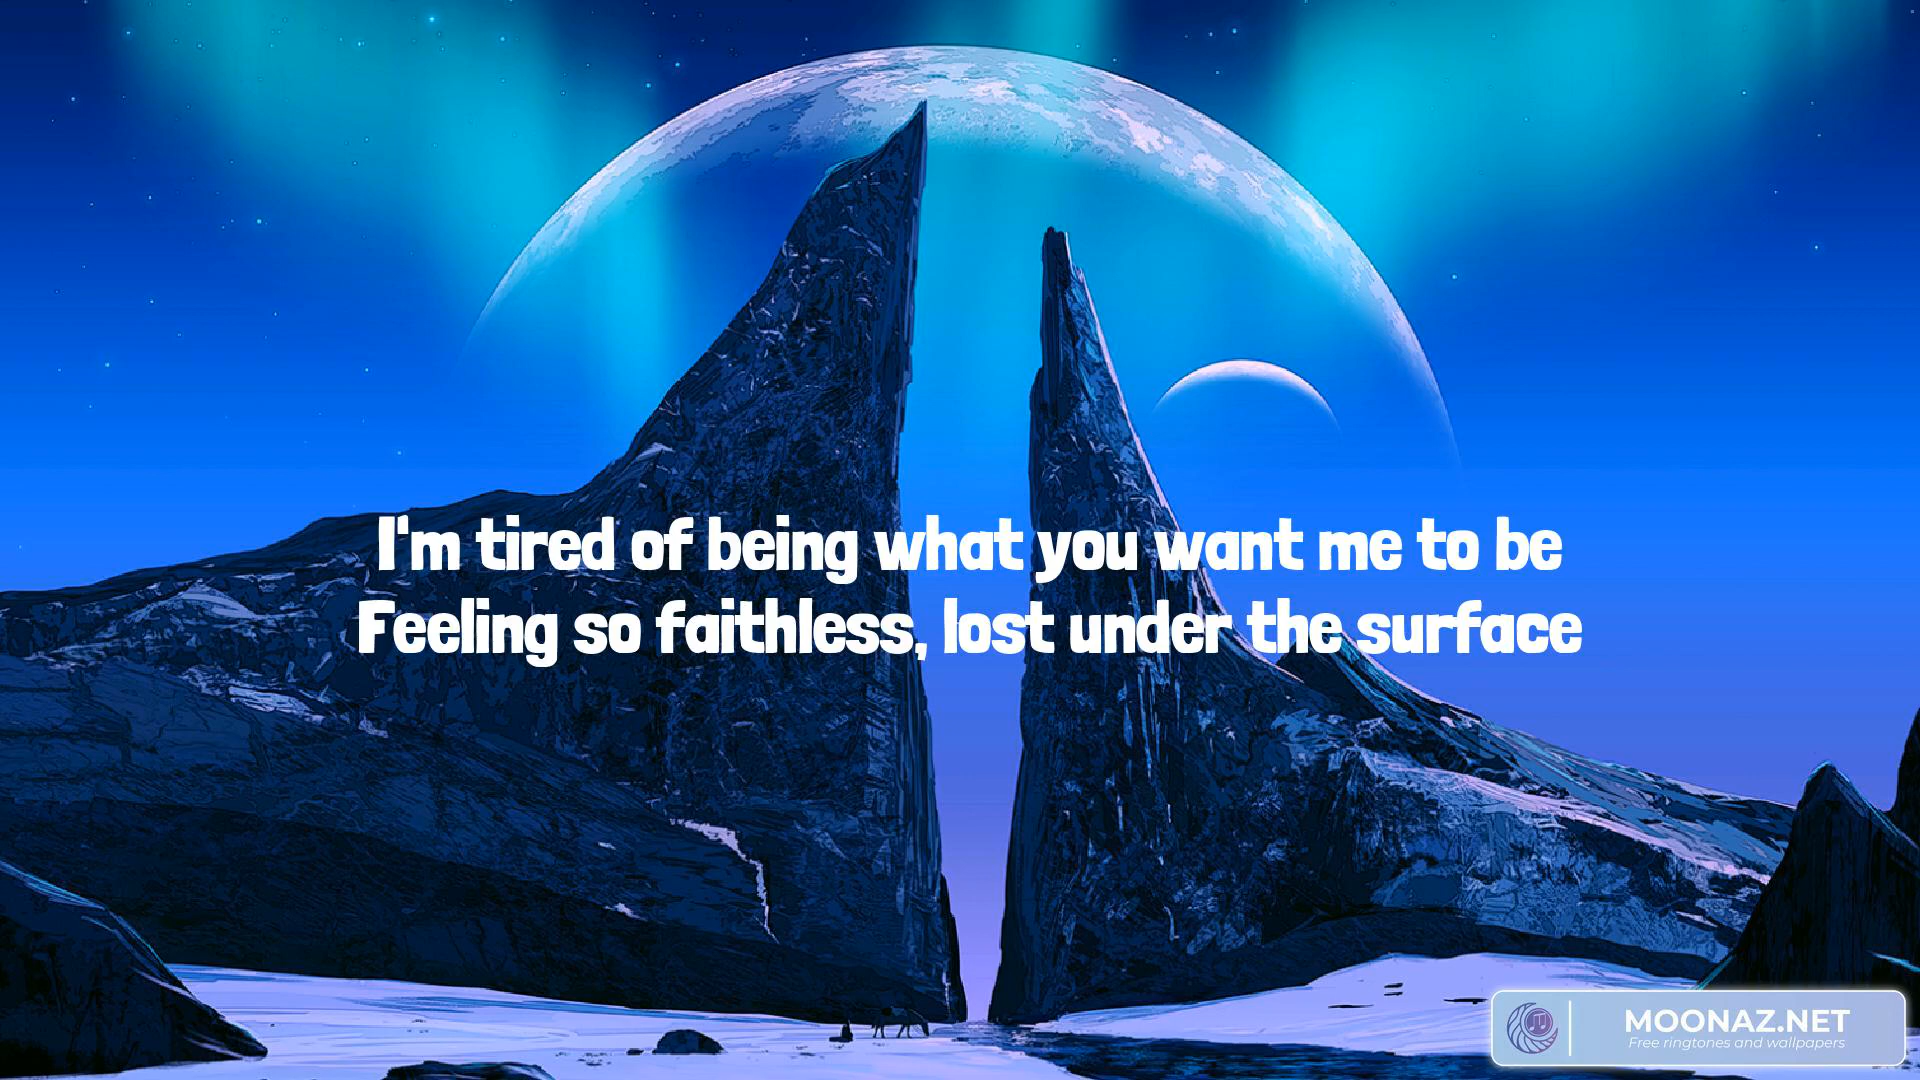 I'm tired of being what you want me to be
Feeling so faithless, lost under the surface
MOONAZ.NET
Free ringtones and wallpapers